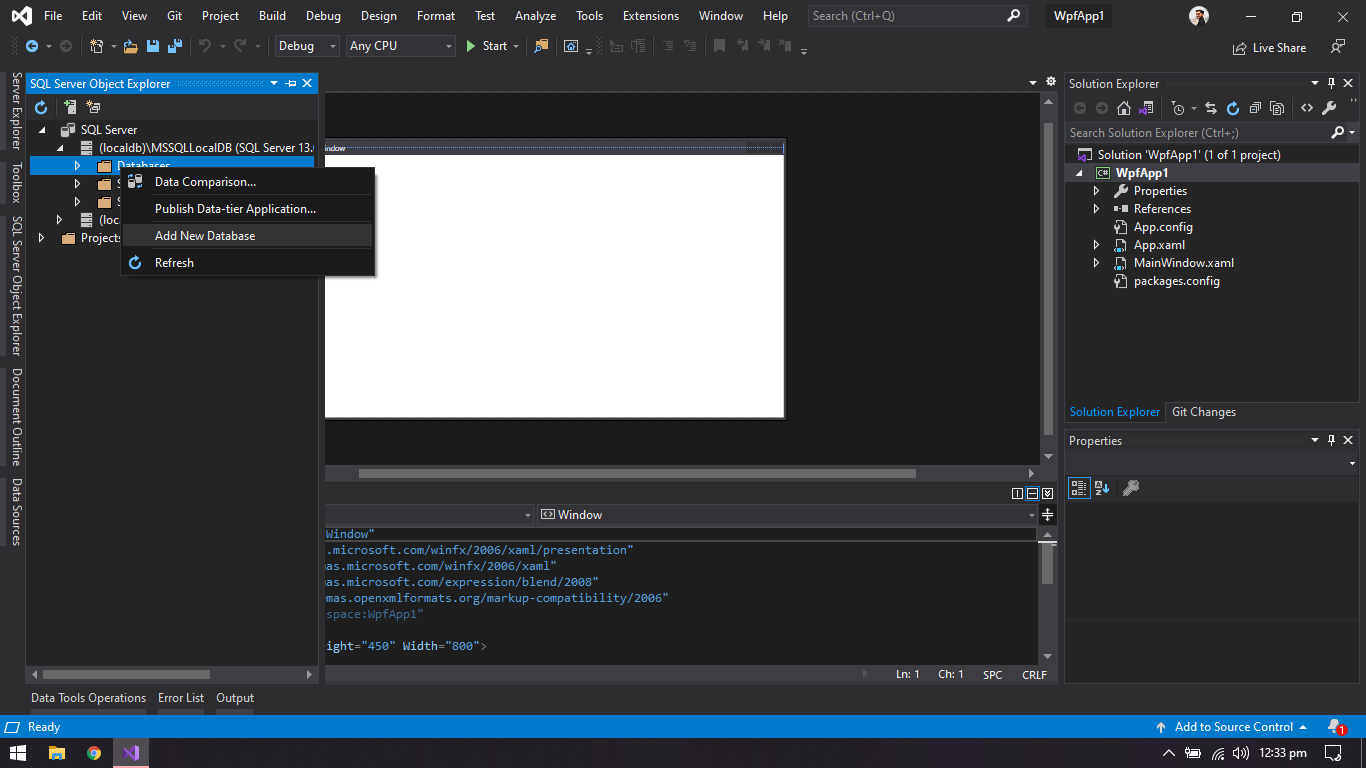 File Edit View Git Project Build Debug Design Format Test Analyze Tools Extensions Window Help Search (Ctrl+Q) WpfApp1
Debug Any CPU Start Live Share
Server Explorer
Toolbox
SQL Server Object Explorer
Document Outline
Data Sources
SQL Server Object Explorer
SQL Server
(localdb)\MSSQLLocalDB (SQL Server 13.
Databases
S
S
(loc
Projects
Data Comparison...
Publish Data-tier Application...
Add New Database
Refresh
indow
Window
Window"
.microsoft.com/winfx/2006/xaml/presentation"
mas.microsoft.com/winfx/2006/xaml"
mas.microsoft.com/expression/blend/2008"
mas.openxmlformats.org/markup-compatibility/2006"
space:WpfApp1"
ight="450" Width="800">
Ln: 1 Ch: 1 SPC CRLF
Solution Explorer
Search Solution Explorer (Ctrl+;)
Solution 'WpfApp1' (1 of 1 project)
C# WpfApp1
Properties
References
App.config
App.xaml
MainWindow.xaml
packages.config
Solution Explorer Git Changes
Properties
Data Tools Operations Error List Output
Ready Add to Source Control 1
12:33 pm